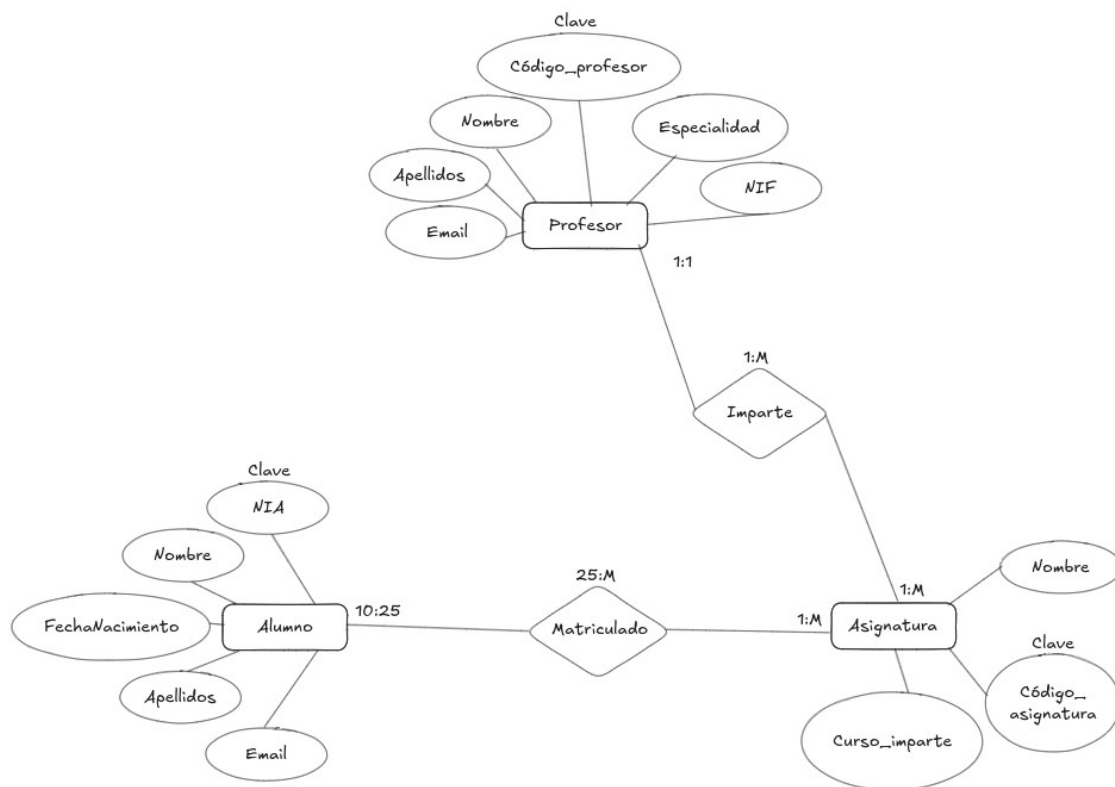 Clave
Código_profesor
Nombre
Especialidad
Apellidos
NIF
Email
Profesor
1:1
1:M
Imparte
Clave
NIA
Nombre
Nombre
25:M
1:M
10:25
1:M
FechaNacimiento
Alumno
Matriculado
Asignatura
Clave
Apellidos
Código_
asignatura
Email
Curso_imparte